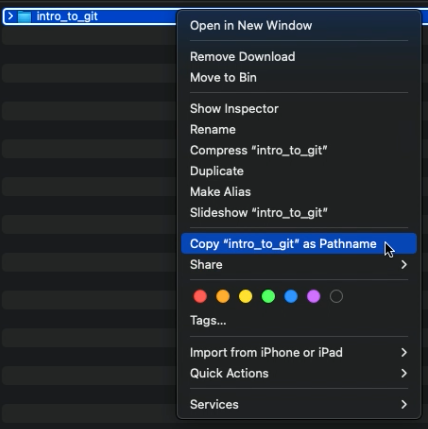 intro_to_git
Open in New Window
Remove Download
Move to Bin
Show Inspector
Rename
Compress “intro_to_git”
Duplicate
Make Alias
Slideshow “intro_to_git”
Copy “intro_to_git” as Pathname
Share
Tags...
Import from iPhone or iPad
Quick Actions
Services